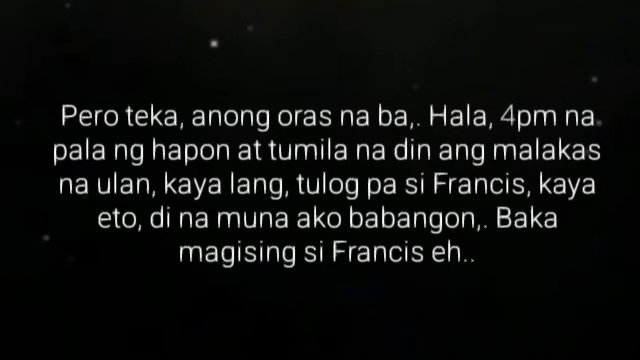 Pero teka, anong oras na ba,. Hala, 4pm na
pala ng hapon at tumila na din ang malakas
na ulan, kaya lang, tulog pa si Francis, kaya
eto, di na muna ako babangon,. Baka
magising si Francis eh..